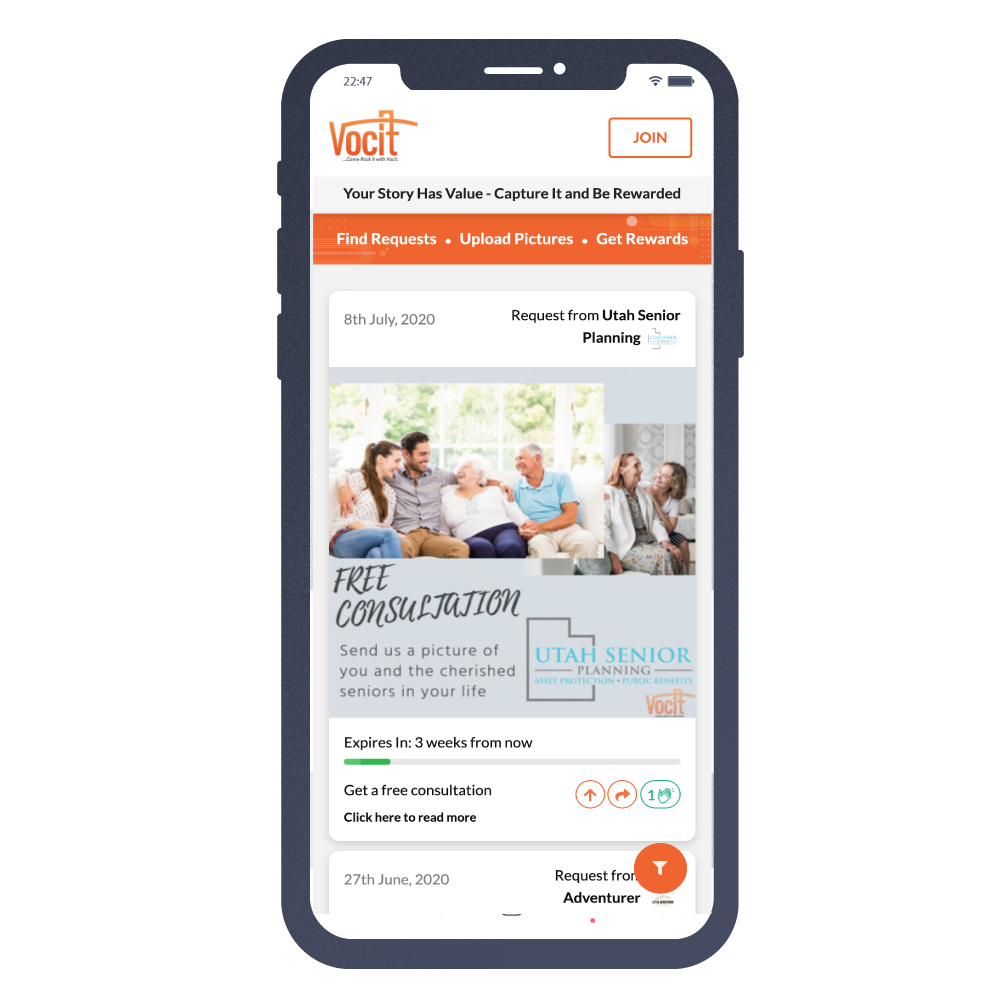 22:47
Vocit
...Come Rock it with Vocit.
JOIN
Your Story Has Value - Capture It and Be Rewarded
Find Requests • Upload Pictures • Get Rewards
8th July, 2020
Request from Utah Senior
Planning
UTAH SENIOR
FREE
CONSULTATION
Send us a picture of
you and the cherished
seniors in your life
UTAH SENIOR
PLANNING
ASSET PROTECTION • PUBLIC BENEFITS
Vocit
Expires In: 3 weeks from now
Get a free consultation
1
Click here to read more
27th June, 2020
Request from
Adventurer